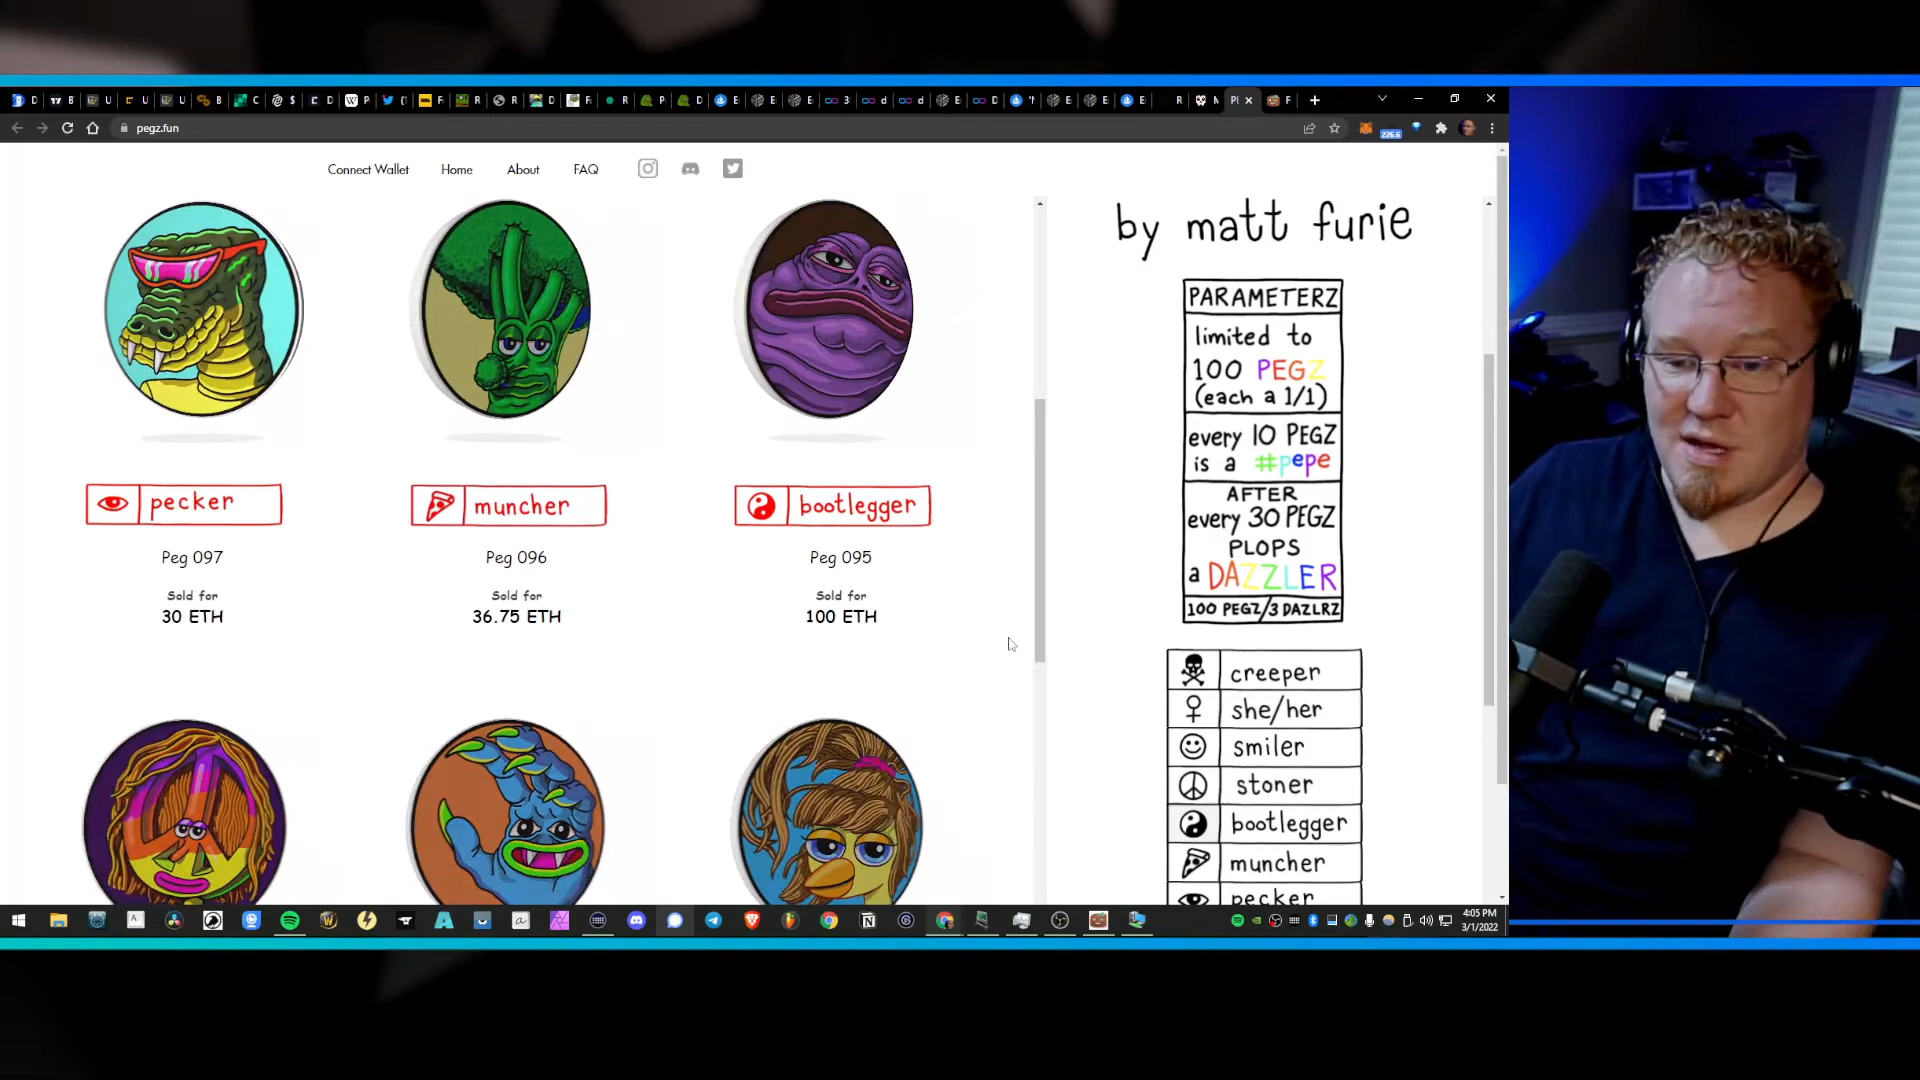 pegz.fun
226.6
Connect Wallet Home About FAQ
by matt furie
PARAMETERZ
limited to
100 PEGZ
(each a 1/1)
every 10 PEGZ
is a #pepe
AFTER
every 30 PEGZ
PLOPS
a DAZZLER
100 PEGZ/3 DAZLRZ
pecker
muncher
bootlegger
Peg 097
Peg 096
Peg 095
Sold for
30 ETH
Sold for
36.75 ETH
Sold for
100 ETH
creeper
she/her
smiler
stoner
bootlegger
muncher
pecker
4:05 PM
3/1/2022